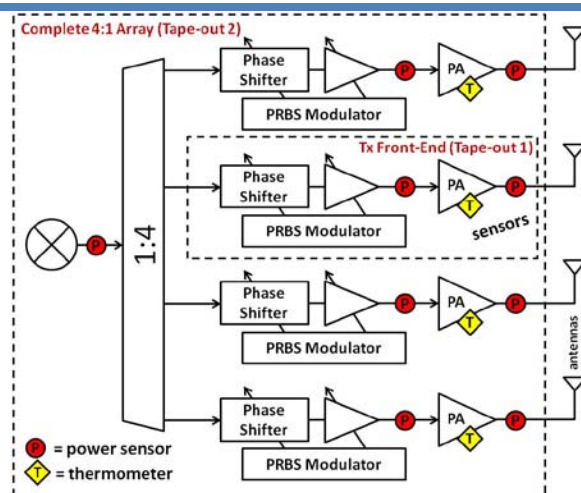 Complete 4:1 Array (Tape-out 2)
Phase
Shifter
P
PA
T
P
PRBS Modulator
Tx Front-End (Tape-out 1)
Phase
Shifter
P
PA
T
P
PRBS Modulator
sensors
P
1:4
Phase
Shifter
P
PA
T
P
PRBS Modulator
antennas
Phase
Shifter
P
PA
T
P
PRBS Modulator
P = power sensor
T = thermometer